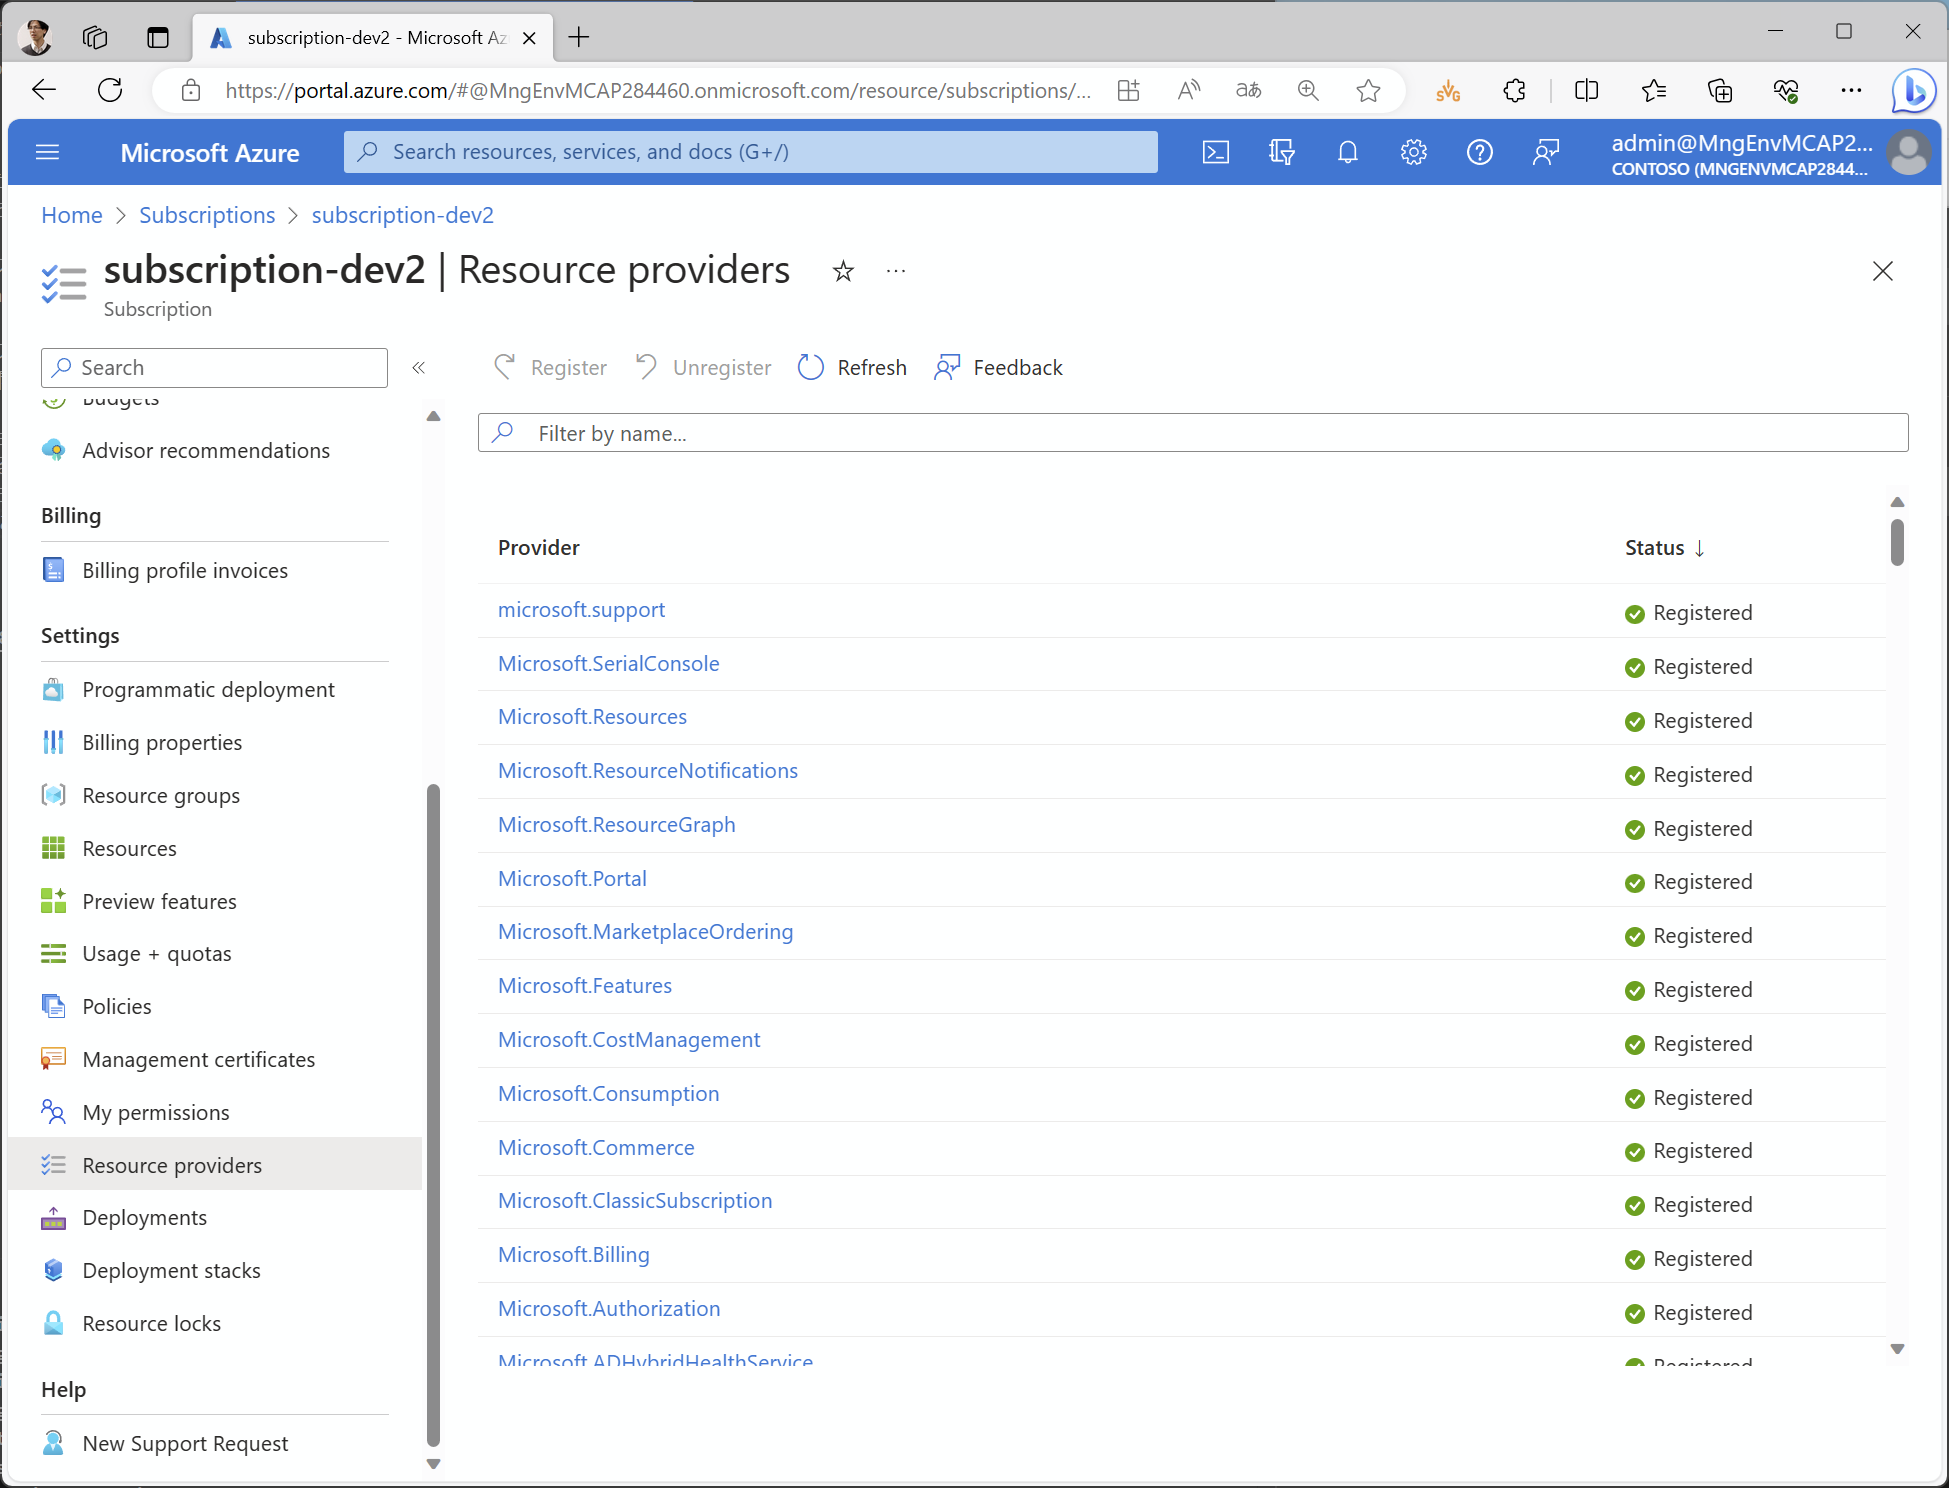 subscription-dev2 - Microsoft Az
https://portal.azure.com/#@MngEnvMCAP284460.onmicrosoft.com/resource/subscriptions/...
Microsoft Azure
Search resources, services, and docs (G+/)
admin@MngEnvMCAP2...
CONTOSO (MNGENVMCAP2844...
Home > Subscriptions > subscription-dev2
subscription-dev2 | Resource providers
Subscription
Search
Register
Unregister
Refresh
Feedback
Filter by name...
Budgets
Advisor recommendations
Billing
Billing profile invoices
Settings
Programmatic deployment
Billing properties
Resource groups
Resources
Preview features
Usage + quotas
Policies
Management certificates
My permissions
Resource providers
Deployments
Deployment stacks
Resource locks
Help
New Support Request
Provider Status ↓
microsoft.support Registered
Microsoft.SerialConsole Registered
Microsoft.Resources Registered
Microsoft.ResourceNotifications Registered
Microsoft.ResourceGraph Registered
Microsoft.Portal Registered
Microsoft.MarketplaceOrdering Registered
Microsoft.Features Registered
Microsoft.CostManagement Registered
Microsoft.Consumption Registered
Microsoft.Commerce Registered
Microsoft.ClassicSubscription Registered
Microsoft.Billing Registered
Microsoft.Authorization Registered
Microsoft.ADHybridHealthService Registered